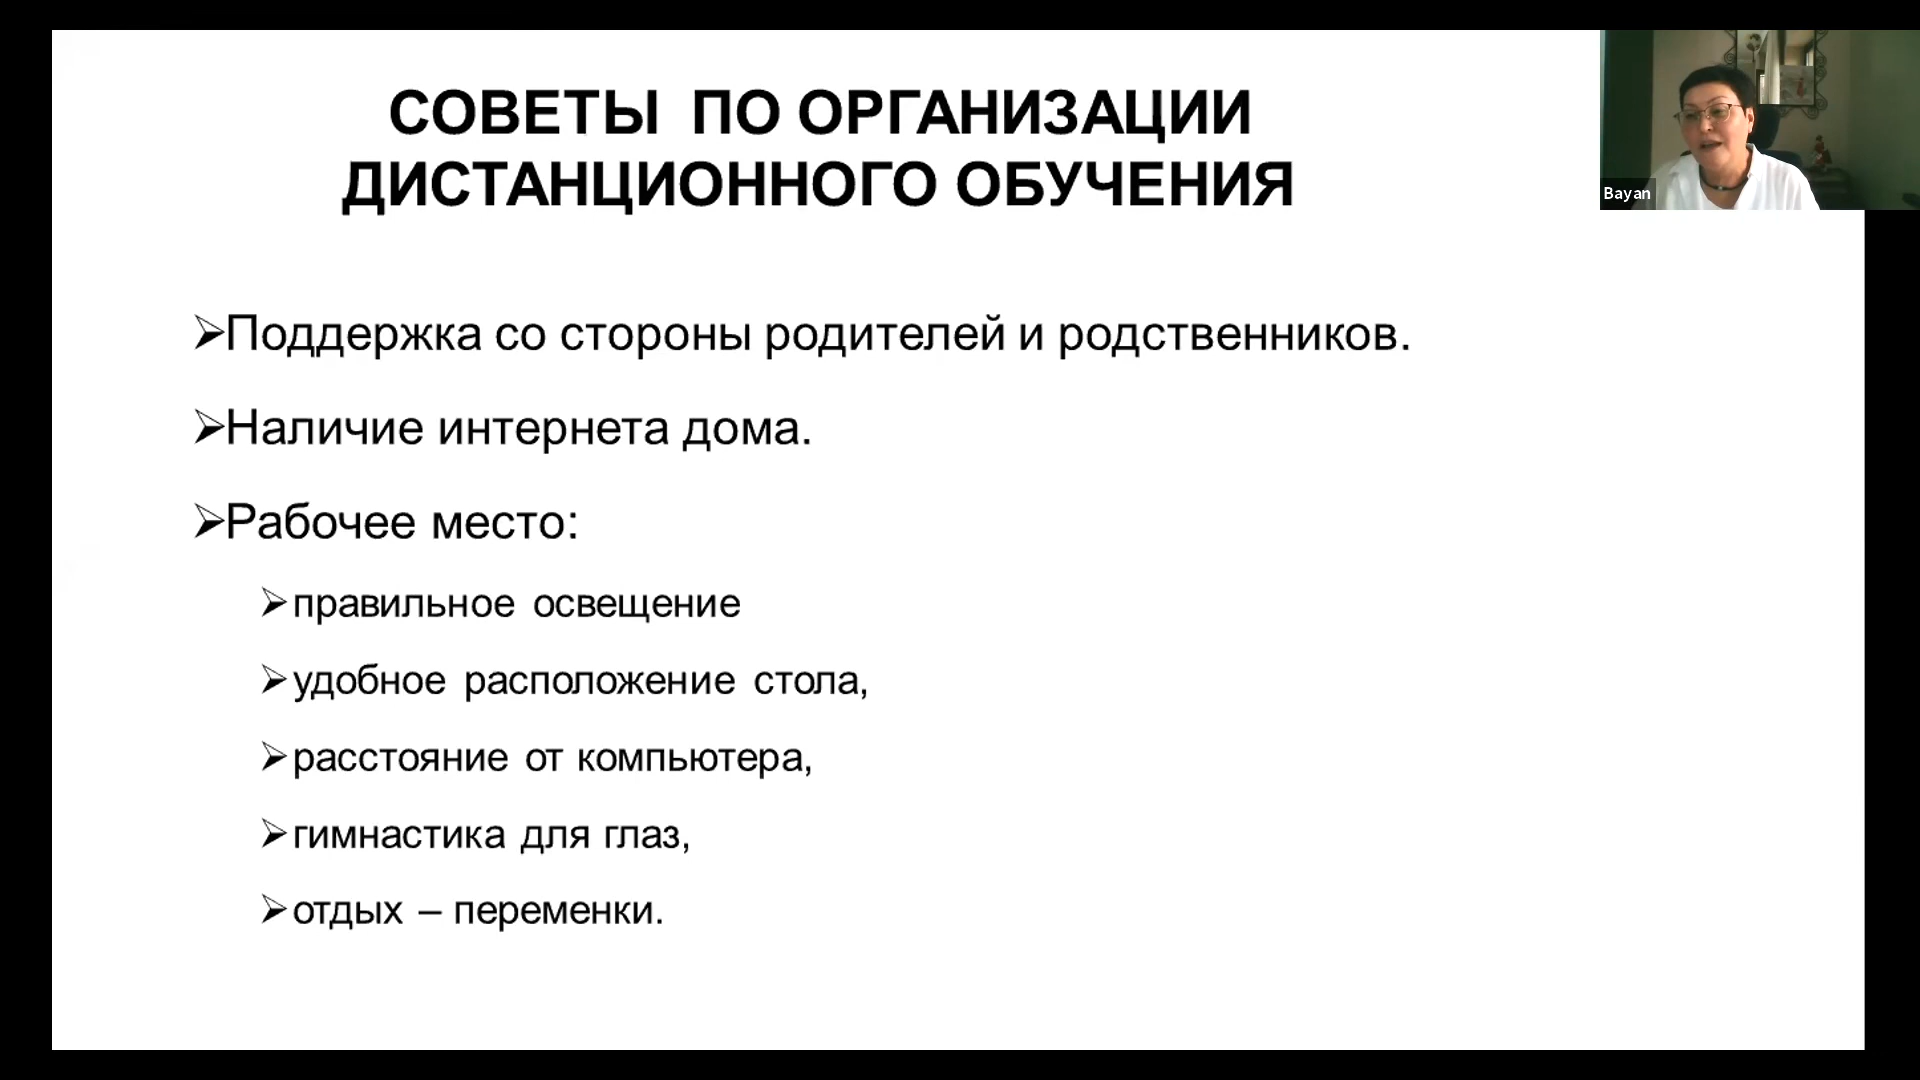 СОВЕТЫ ПО ОРГАНИЗАЦИИ
ДИСТАНЦИОННОГО ОБУЧЕНИЯ
Bayan
➢Поддержка со стороны родителей и родственников.
➢Наличие интернета дома.
➢Рабочее место:
➢правильное освещение
➢удобное расположение стола,
➢расстояние от компьютера,
➢гимнастика для глаз,
➢отдых – переменки.